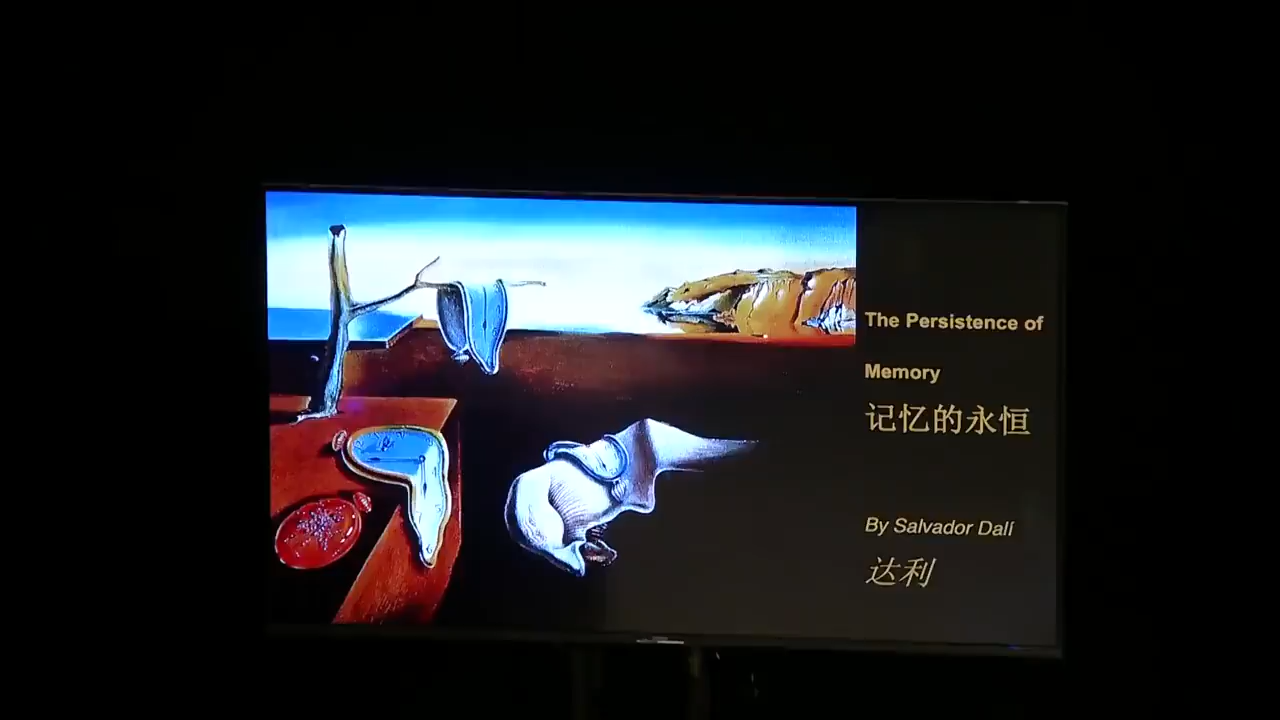 The Persistence of
Memory
记忆的永恒
By Salvador Dalí
达利